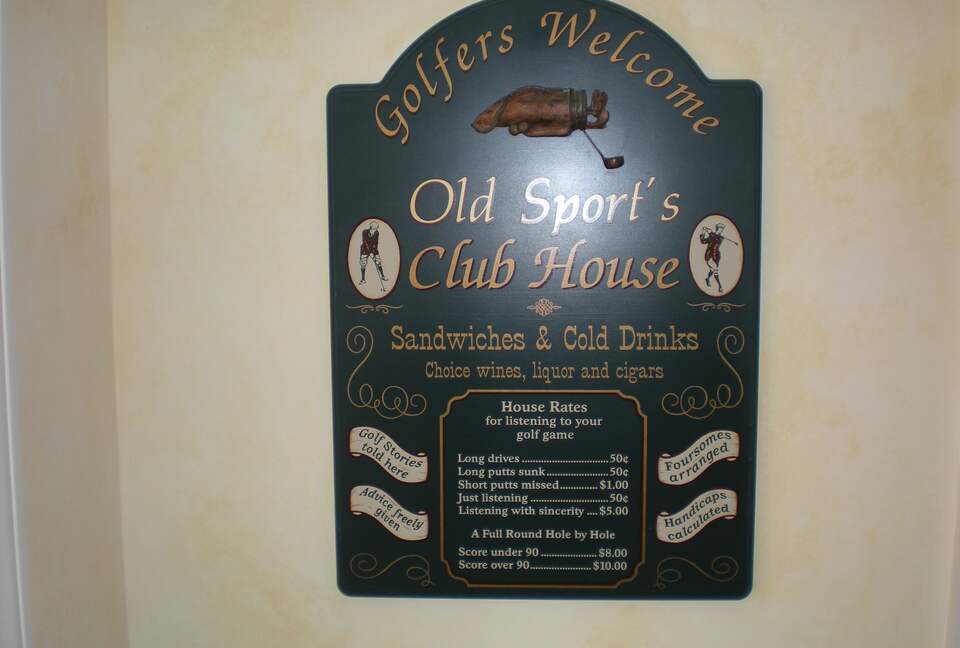 Golfers Welcome
Old Sport's
Club House
Sandwiches & Cold Drinks
Choice wines, liquor and cigars
House Rates
for listening to your
golf game
Long drives ........................ 50¢
Long putts sunk ................. 50¢
Short putts missed ............ $1.00
Just listening ...................... 50¢
Listening with sincerity .... $5.00
A Full Round Hole by Hole
Score under 90 ...................... $8.00
Score over 90 ........................ $10.00
Golf Stories
told here
Advice freely
given
Foursomes
arranged
Handicaps
calculated